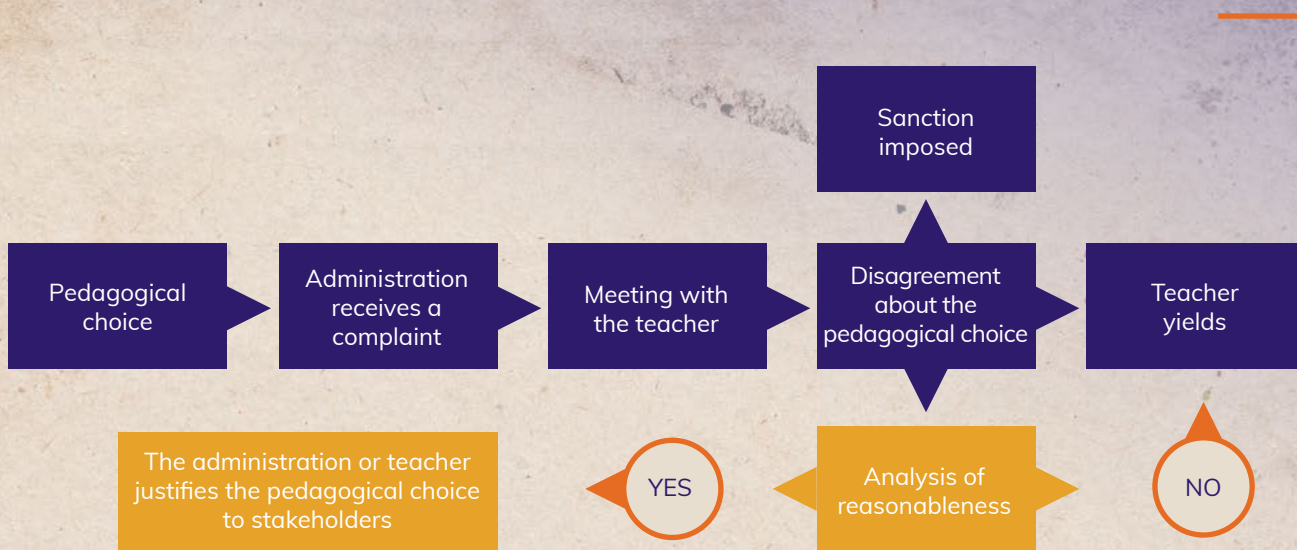 Sanction
imposed
Pedagogical
choice
Administration
receives a
complaint
Meeting with
the teacher
Disagreement
about the
pedagogical choice
Teacher
yields
The administration or teacher
justifies the pedagogical choice
to stakeholders
YES
Analysis of
reasonableness
NO